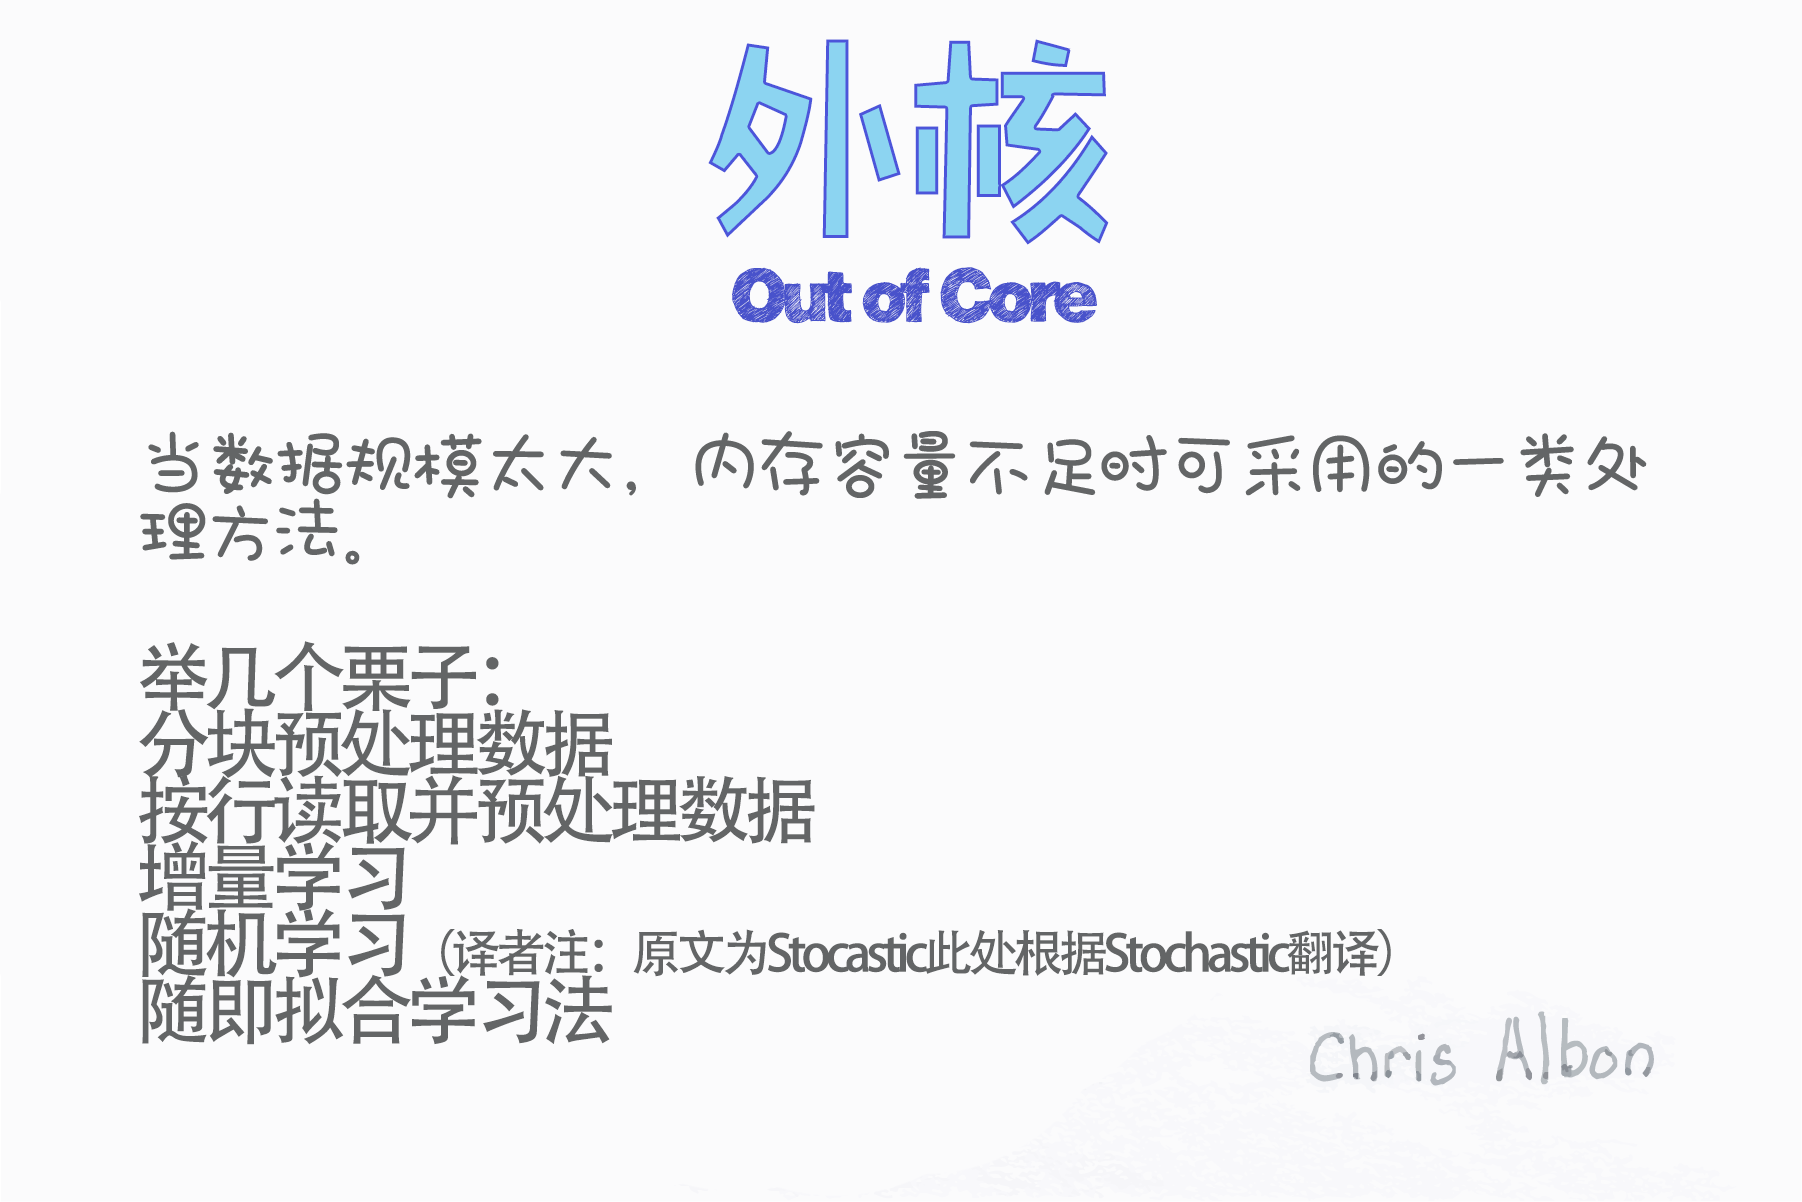 外核
Out of Core
当数据规模太大，内存容量不足时可采用的一类处
理方法。
举几个栗子：
分块预处理数据
按行读取并预处理数据
增量学习
随机学习（译者注：原文为Stocastic此处根据Stochastic翻译）
随即拟合学习法
Chris Albon